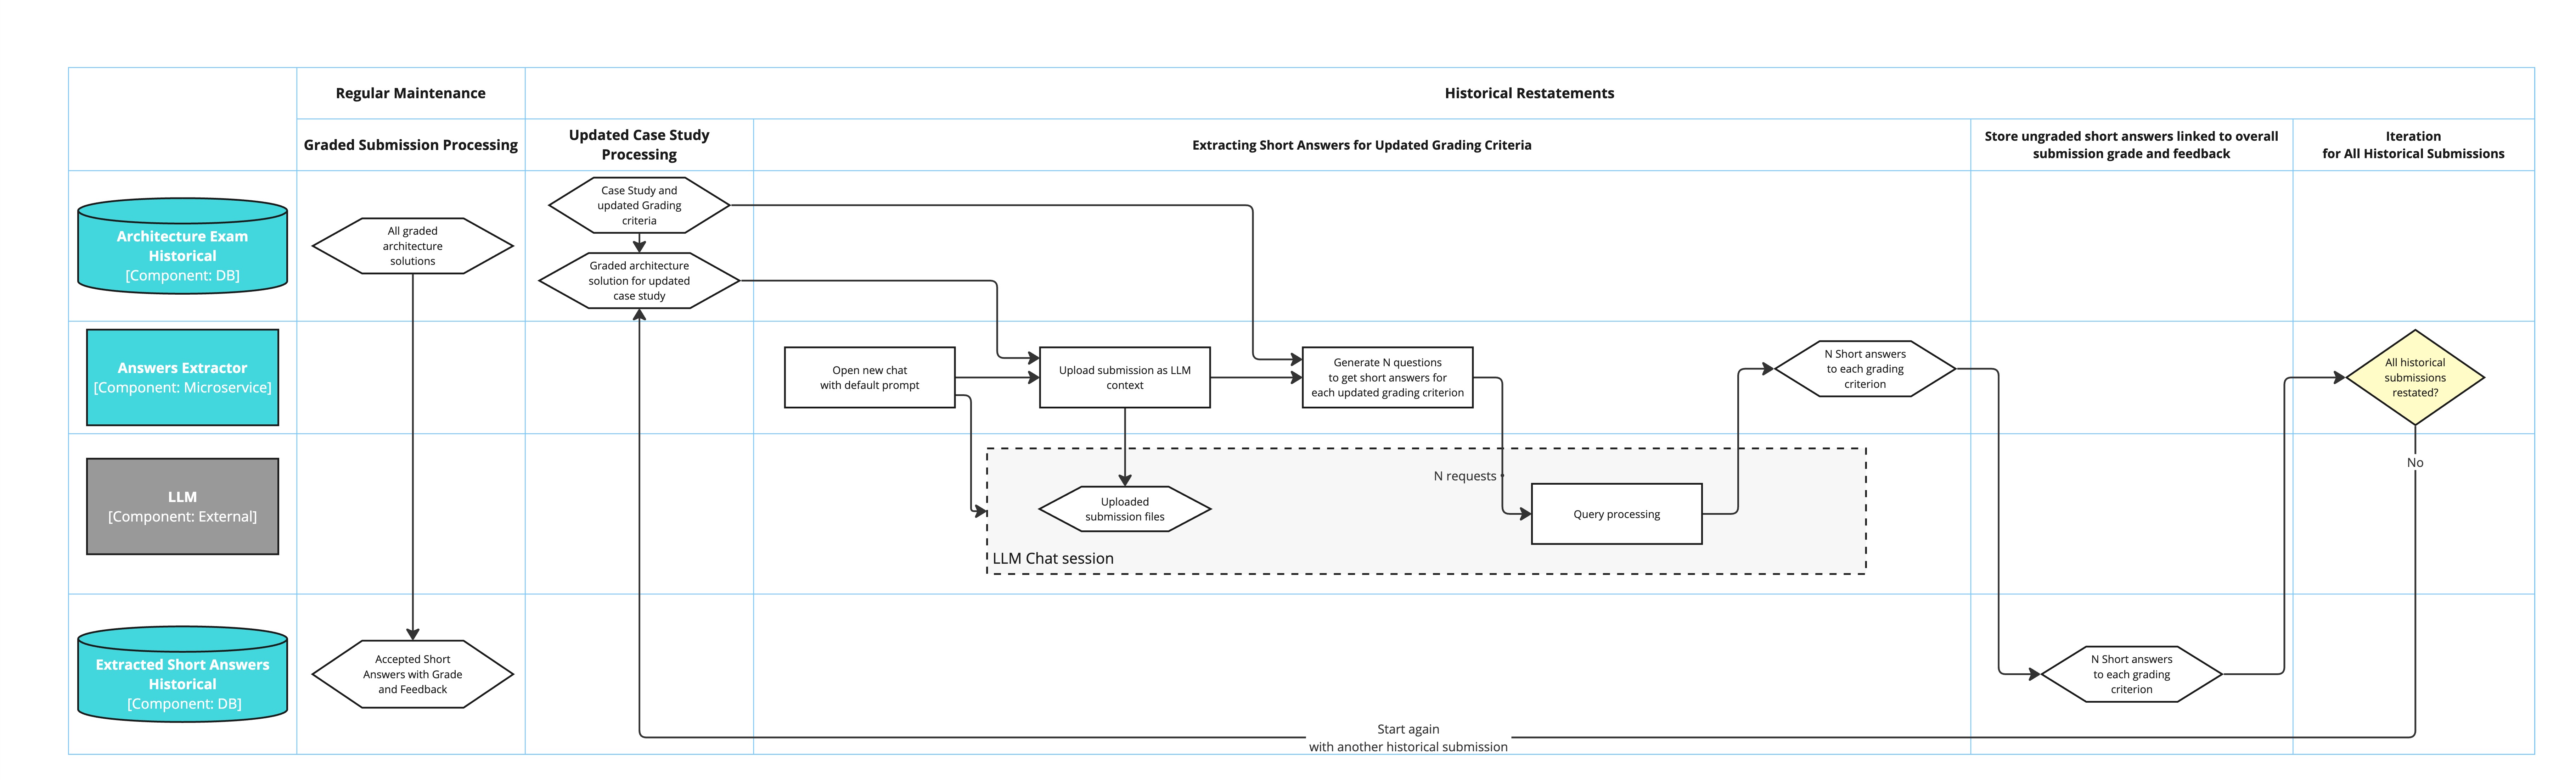 Regular Maintenance
Historical Restatements
Graded Submission Processing
Updated Case Study
Processing
Extracting Short Answers for Updated Grading Criteria
Store ungraded short answers linked to overall
submission grade and feedback
Iteration
for All Historical Submissions
Architecture Exam
Historical
[Component: DB]
All graded
architecture
solutions
Case Study and
updated Grading
criteria
Graded architecture
solution for updated
case study
Answers Extractor
[Component: Microservice]
Open new chat
with default prompt
Upload submission as LLM
context
Generate N questions
to get short answers for
each updated grading criterion
N Short answers
to each grading
criterion
All historical
submissions
restated?
No
LLM
[Component: External]
N requests
Uploaded
submission files
Query processing
LLM Chat session
Extracted Short Answers
Historical
[Component: DB]
Accepted Short
Answers with Grade
and Feedback
N Short answers
to each grading
criterion
Start again
with another historical submission